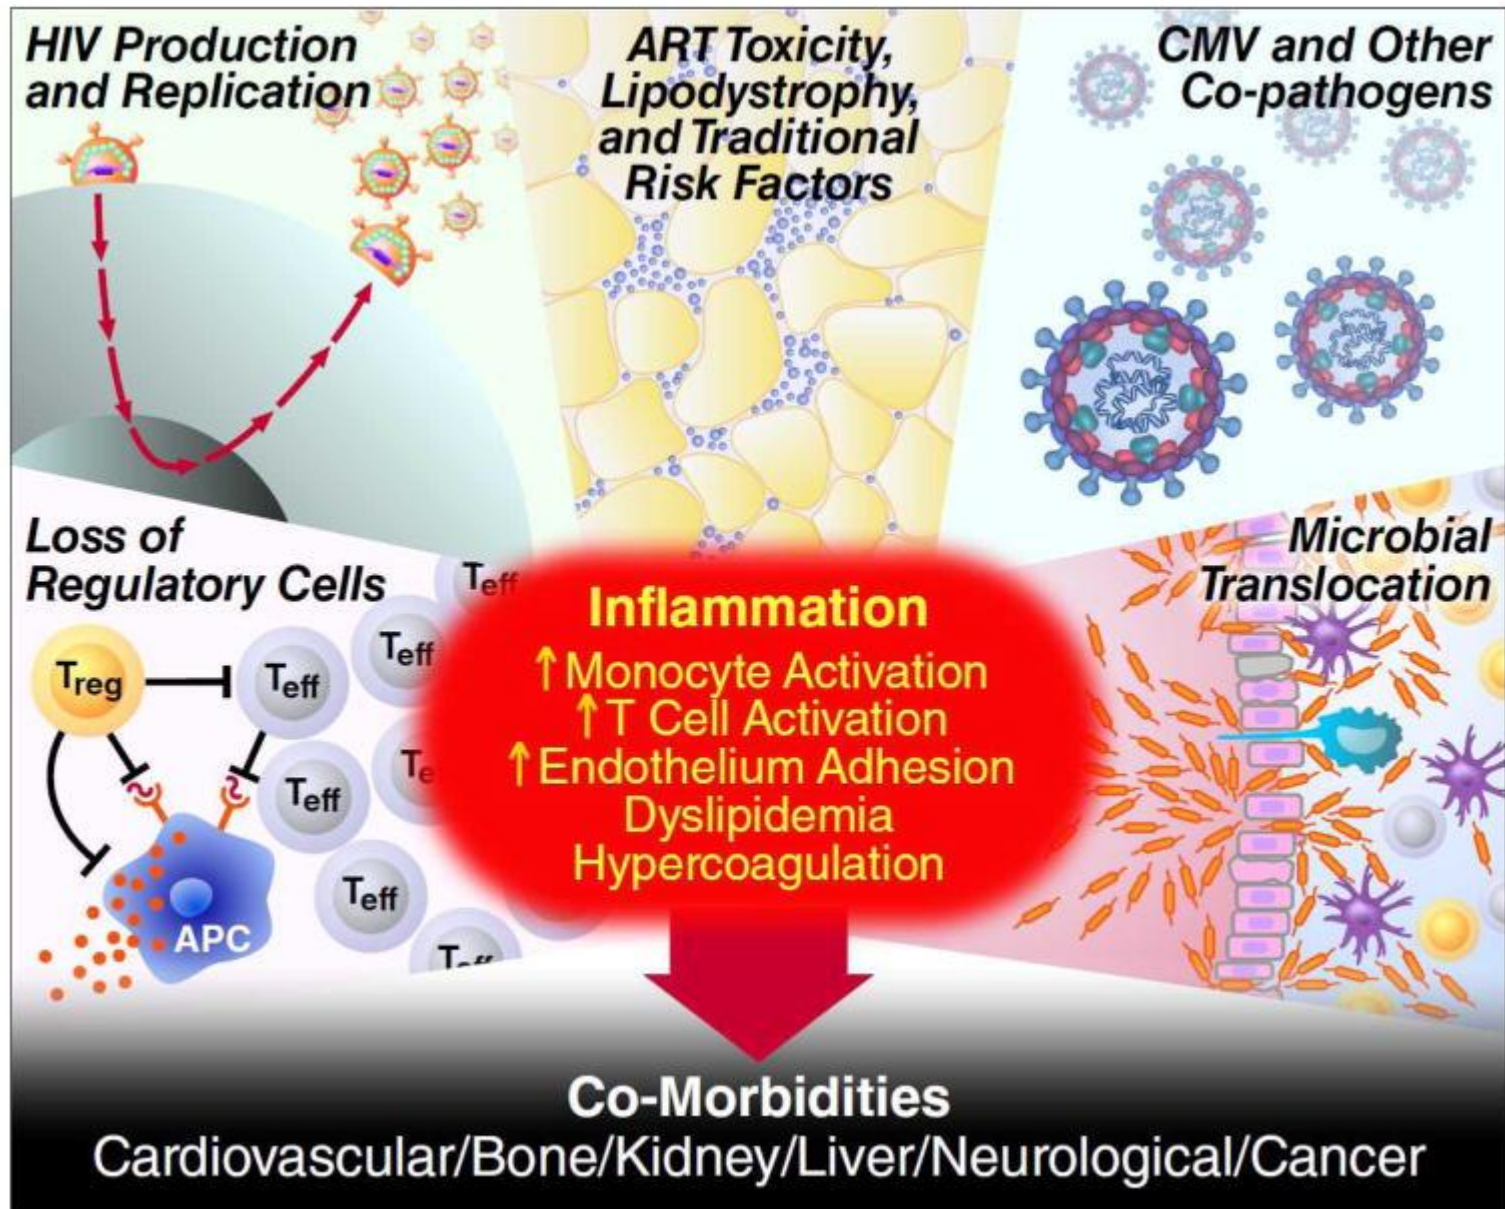 HIV Production
and Replication
ART Toxicity,
Lipodystrophy,
and Traditional
Risk Factors
CMV and Other
Co-pathogens
Loss of
Regulatory Cells
Microbial
Translocation
Teff
Treg
Teff
Teff
Teff
Teff
APC
Inflammation
↑Monocyte Activation
↑T Cell Activation
↑Endothelium Adhesion
Dyslipidemia
Hypercoagulation
Co-Morbidities
Cardiovascular/Bone/Kidney/Liver/Neurological/Cancer